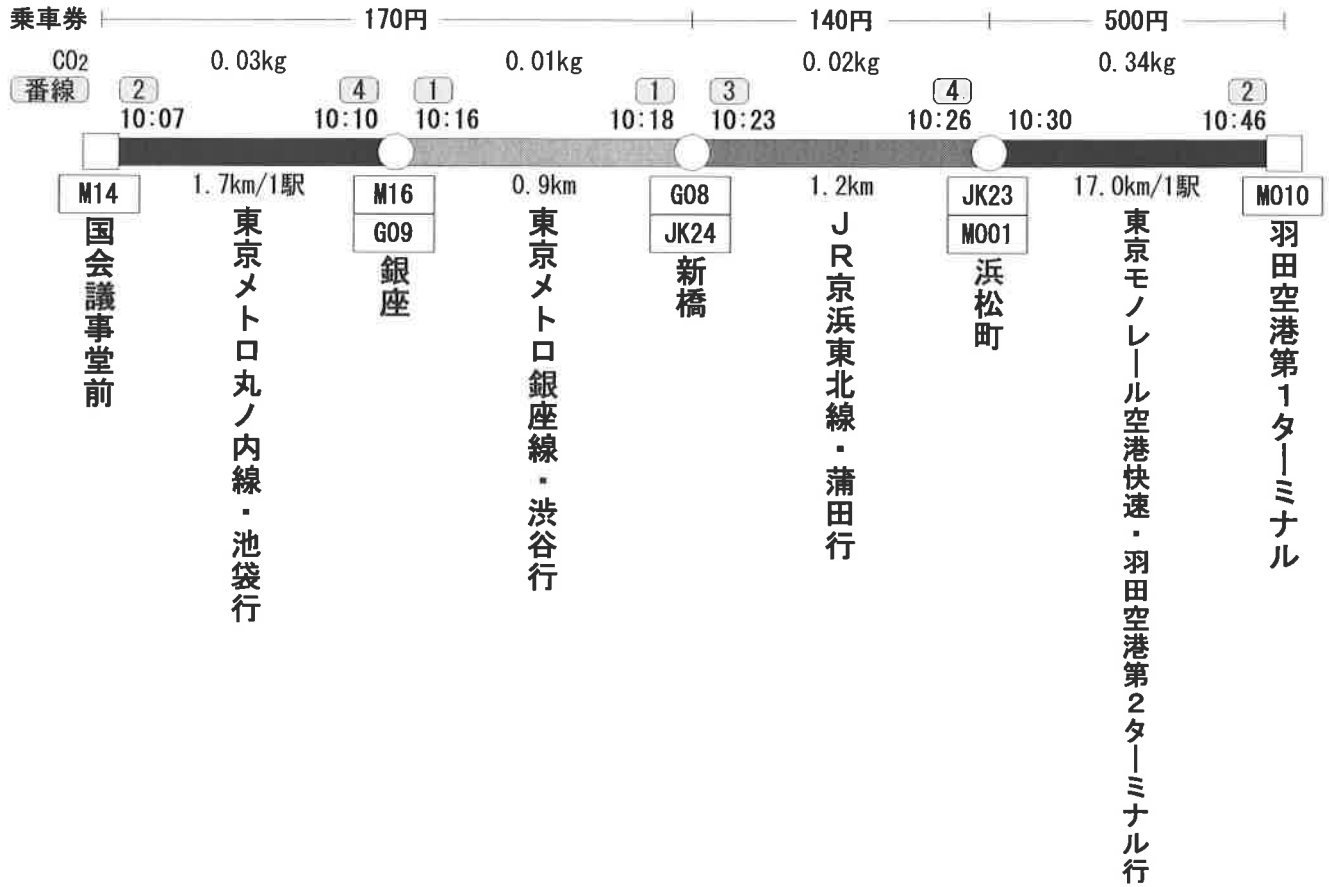 乗車券 170円 140円 500円
CO2 0.03kg 0.01kg 0.02kg 0.34kg
番線 2 4 1 1 3 4 2
10:07 10:10 10:16 10:18 10:23 10:26 10:30 10:46
M14 1.7km/1駅 M16 0.9km G08 1.2km JK23 17.0km/1駅 MO10
G09 JK24 MO01
国会議事堂前
東京メトロ丸ノ内線・池袋行
銀座
東京メトロ銀座線・渋谷行
新橋
JR京浜東北線・蒲田行
浜松町
東京モノレール空港快速・羽田空港第2ターミナル行
羽田空港第1ターミナル